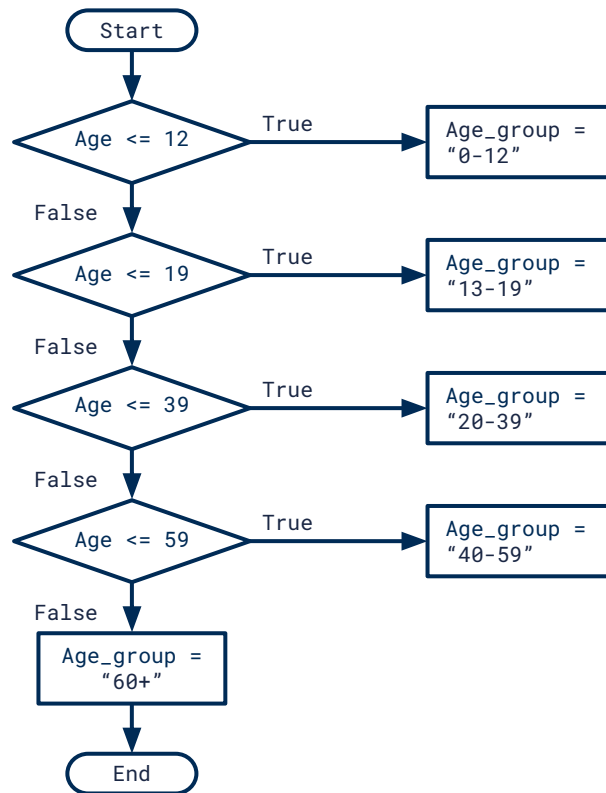 Start
Age <= 12
True
Age_group =
“0-12”
False
Age <= 19
True
Age_group =
“13-19”
False
Age <= 39
True
Age_group =
“20-39”
False
Age <= 59
True
Age_group =
“40-59”
False
Age_group =
“60+”
End